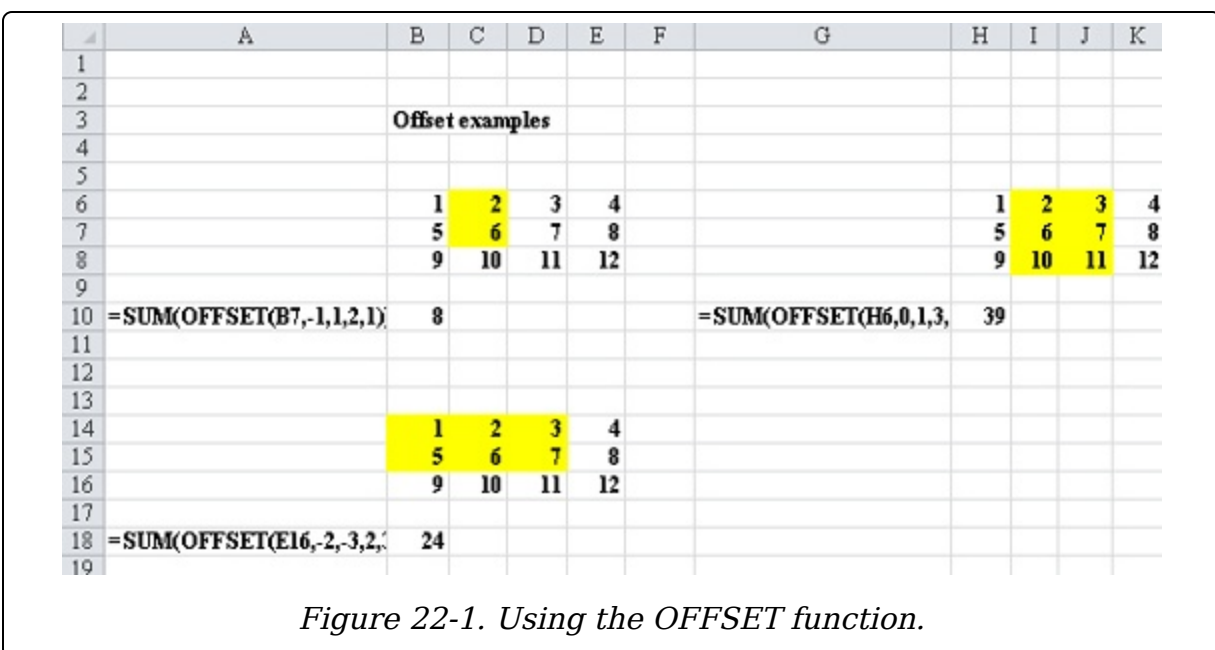 A B C D E F G H I J K
1
2
3 Offset examples
4
5
6 1 2 3 4 1 2 3 4
7 5 6 7 8 5 6 7 8
8 9 10 11 12 9 10 11 12
9
10 =SUM(OFFSET(B7,-1,1,2,1) 8 =SUM(OFFSET(H6,0,1,3, 39
11
12
13
14 1 2 3 4
15 5 6 7 8
16 9 10 11 12
17
18 =SUM(OFFSET(E16,-2,-3,2, 24
19
Figure 22-1. Using the OFFSET function.